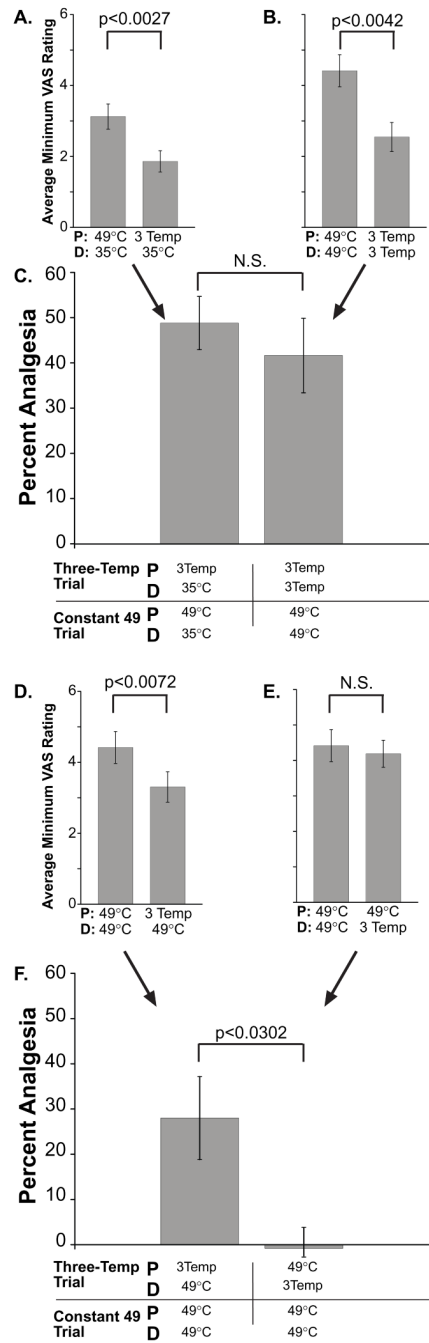 A.
p<0.0027
B.
p<0.0042
Average Minimum VAS Rating
6
4
2
0
P: 49°C 3 Temp
D: 35°C 35°C
P: 49°C 3 Temp
D: 49°C 3 Temp
C.
N.S.
Percent Analgesia
60
50
40
30
20
10
0
Three-Temp Trial P 3Temp 3Temp
D 35°C 3Temp
Constant 49 Trial P 49°C 49°C
D 35°C 49°C
D.
p<0.0072
E.
N.S.
Average Minimum VAS Rating
6
4
2
0
P: 49°C 3 Temp
D: 49°C 49°C
P: 49°C 49°C
D: 49°C 3 Temp
F.
p<0.0302
Percent Analgesia
60
50
40
30
20
10
0
Three-Temp Trial P 3Temp 49°C
D 49°C 3Temp
Constant 49 Trial P 49°C 49°C
D 49°C 49°C